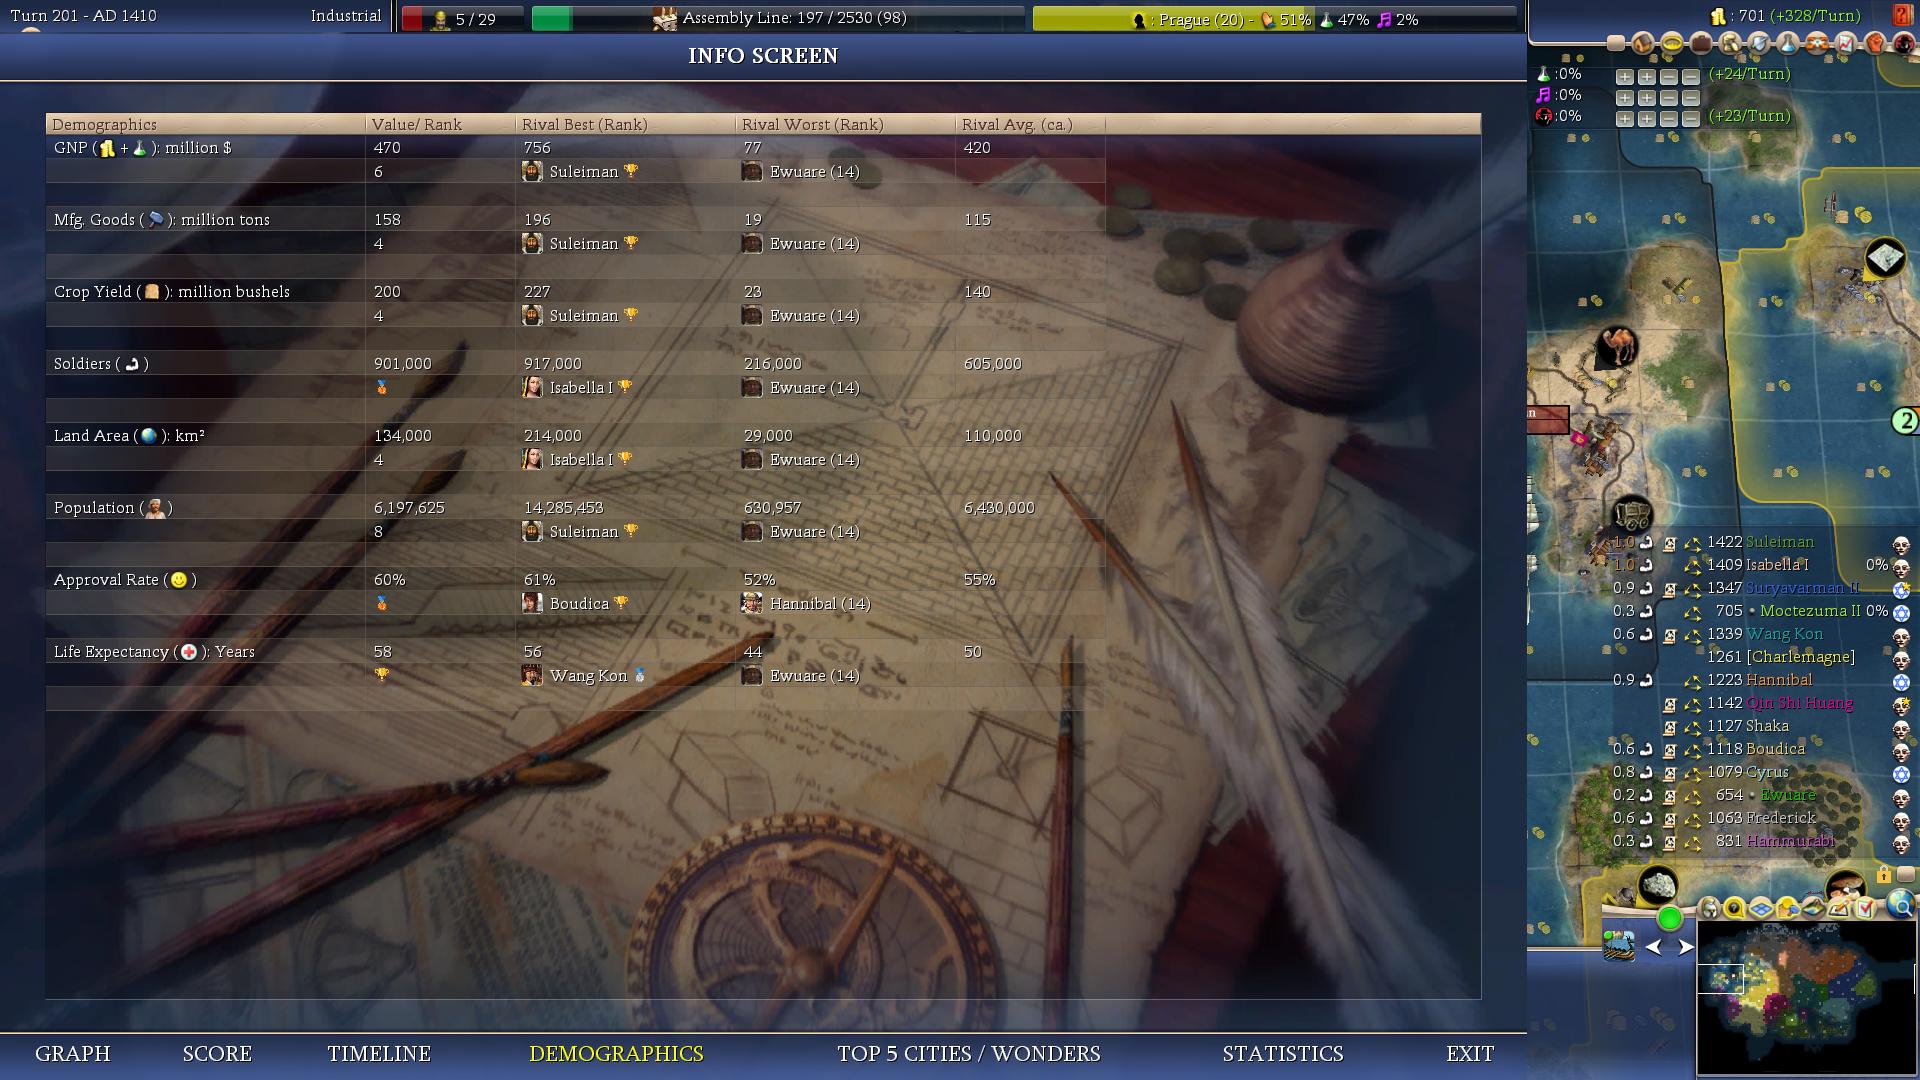 Turn 201 - AD 1410 Industrial
5 / 29
Assembly Line: 197 / 2530 (98)
: Prague (20) - 51% 47% 2%
: 701 (+328/Turn)
INFO SCREEN
:0% (+24/Turn)
:0%
:0% (+23/Turn)
Demographics Value/ Rank Rival Best (Rank) Rival Worst (Rank) Rival Avg. (ca.)
GNP ( + ): million $ 470 756 77 420
6 Suleiman Ewuare (14)
Mfg. Goods ( ): million tons 158 196 19 115
4 Suleiman Ewuare (14)
Crop Yield ( ): million bushels 200 227 23 140
4 Suleiman Ewuare (14)
Soldiers ( ) 901,000 917,000 216,000 605,000
Isabella I Ewuare (14)
Land Area ( ): km² 134,000 214,000 29,000 110,000
4 Isabella I Ewuare (14)
Population ( ) 6,197,625 14,285,453 630,957 6,430,000
8 Suleiman Ewuare (14)
Approval Rate ( ) 60% 61% 52% 55%
Boudica Hannibal (14)
Life Expectancy ( ): Years 58 56 44 50
Wang Kon Ewuare (14)
2
1.0 1422 Suleiman
1.0 1409 Isabella I 0%
0.9 1347 Suryavarman II
0.3 705 • Moctezuma II 0%
0.6 1339 Wang Kon
1261 [Charlemagne]
0.9 1223 Hannibal
1142 Qin Shi Huang
1127 Shaka
0.6 1118 Boudica
0.8 1079 Cyrus
0.2 654 • Ewuare
0.6 1063 Frederick
0.3 831 Hammurabi
GRAPH SCORE TIMELINE DEMOGRAPHICS TOP 5 CITIES / WONDERS STATISTICS EXIT